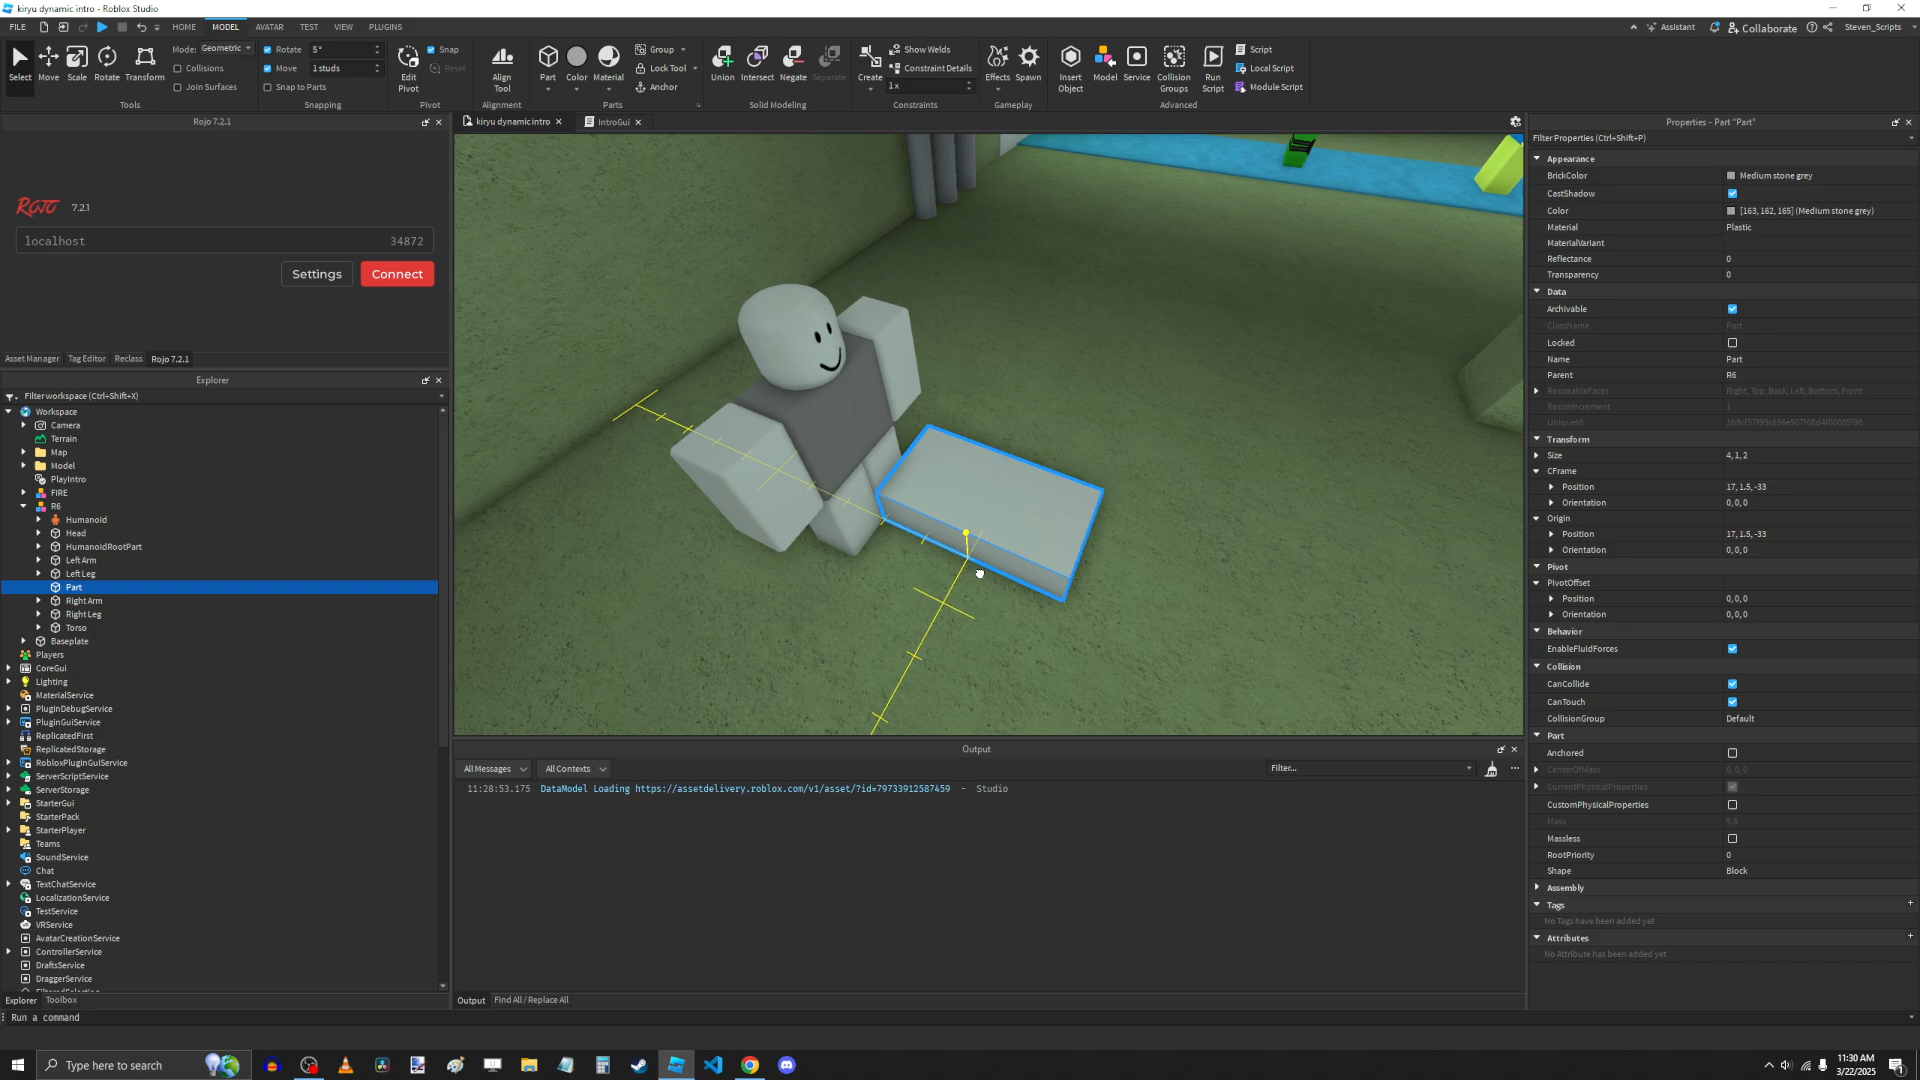 kiryu dynamic intro - Roblox Studio
FILE HOME MODEL AVATAR TEST VIEW PLUGINS Assistant Collaborate Steven_Scripts
Select Move Scale Rotate Transform Mode: Geometric Collisions Join Surfaces Tools
Rotate 5° Move 1 studs Snap to Parts Snapping
Edit Pivot Snap Reset Pivot
Align Tool Alignment
Part Color Material Group Lock Tool Anchor Parts
Union Intersect Negate Separate Solid Modeling
Create Show Welds Constraint Details 1x Constraints
Effects Spawn Gameplay
Insert Object Model Service Collision Groups Run Script Script Local Script Module Script Advanced
Rojo 7.2.1
ROJO 7.2.1
localhost 34872
Settings Connect
Asset Manager Tag Editor Reclass Rojo 7.2.1
Explorer
Filter workspace (Ctrl+Shift+X)
Workspace
Camera
Terrain
Map
Model
PlayIntro
FIRE
R6
Humanoid
Head
HumanoidRootPart
Left Arm
Left Leg
Part
Right Arm
Right Leg
Torso
Baseplate
Players
CoreGui
Lighting
MaterialService
PluginDebugService
PluginGuiService
ReplicatedFirst
ReplicatedStorage
RobloxPluginGuiService
ServerScriptService
ServerStorage
StarterGui
StarterPack
StarterPlayer
Teams
SoundService
Chat
TextChatService
LocalizationService
TestService
VRService
AvatarCreationService
ControllerService
DraftsService
DraggerService
Explorer Toolbox
Run a command
kiryu dynamic intro IntroGui
Output
All Messages All Contexts Filter...
11:28:53.175 DataModel Loading https://assetdelivery.roblox.com/v1/asset/?id=79733912587459 - Studio
Output Find All / Replace All
Properties - Part "Part"
Filter Properties (Ctrl+Shift+P)
Appearance
BrickColor Medium stone grey
CastShadow
Color [163, 162, 165] (Medium stone grey)
Material Plastic
MaterialVariant
Reflectance 0
Transparency 0
Data
Archivable
ClassName Part
Locked
Name Part
Parent R6
ResizeableFaces Right, Top, Back, Left, Bottom, Front
ResizeIncrement 1
UniqueId
Transform
Size 4, 1, 2
CFrame
Position 17, 1.5, -33
Orientation 0, 0, 0
Origin
Position 17, 1.5, -33
Orientation 0, 0, 0
Pivot
PivotOffset
Position 0, 0, 0
Orientation 0, 0, 0
Behavior
EnableFluidForces
Collision
CanCollide
CanTouch
CollisionGroup Default
Part
Anchored
CenterOfMass 0, 0, 0
CurrentPhysicalProperties
CustomPhysicalProperties
Mass 5.6
Massless
RootPriority 0
Shape Block
Assembly
Tags
No Tags have been added yet
Attributes
No Attribute has been added yet
Type here to search
11:30 AM
3/22/2025